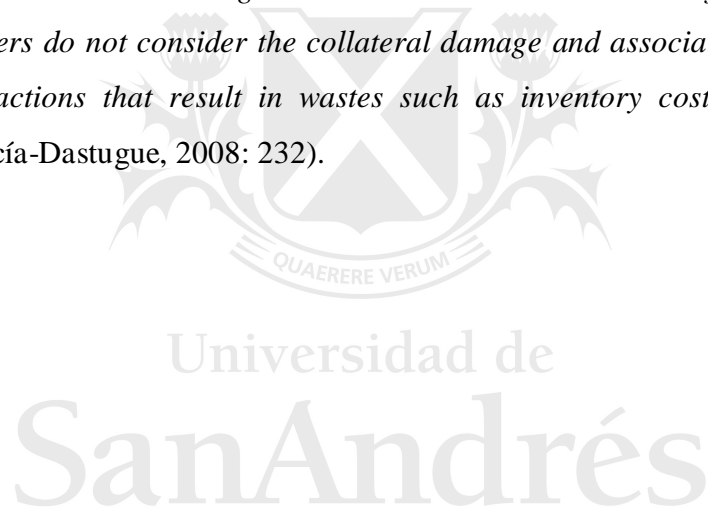 ers do not consider the collateral damage and associa
actions that result in wastes such as inventory cost
cía-Dastugue, 2008: 232).
QUAERERE VERUM
Universidad de
SanAndrés